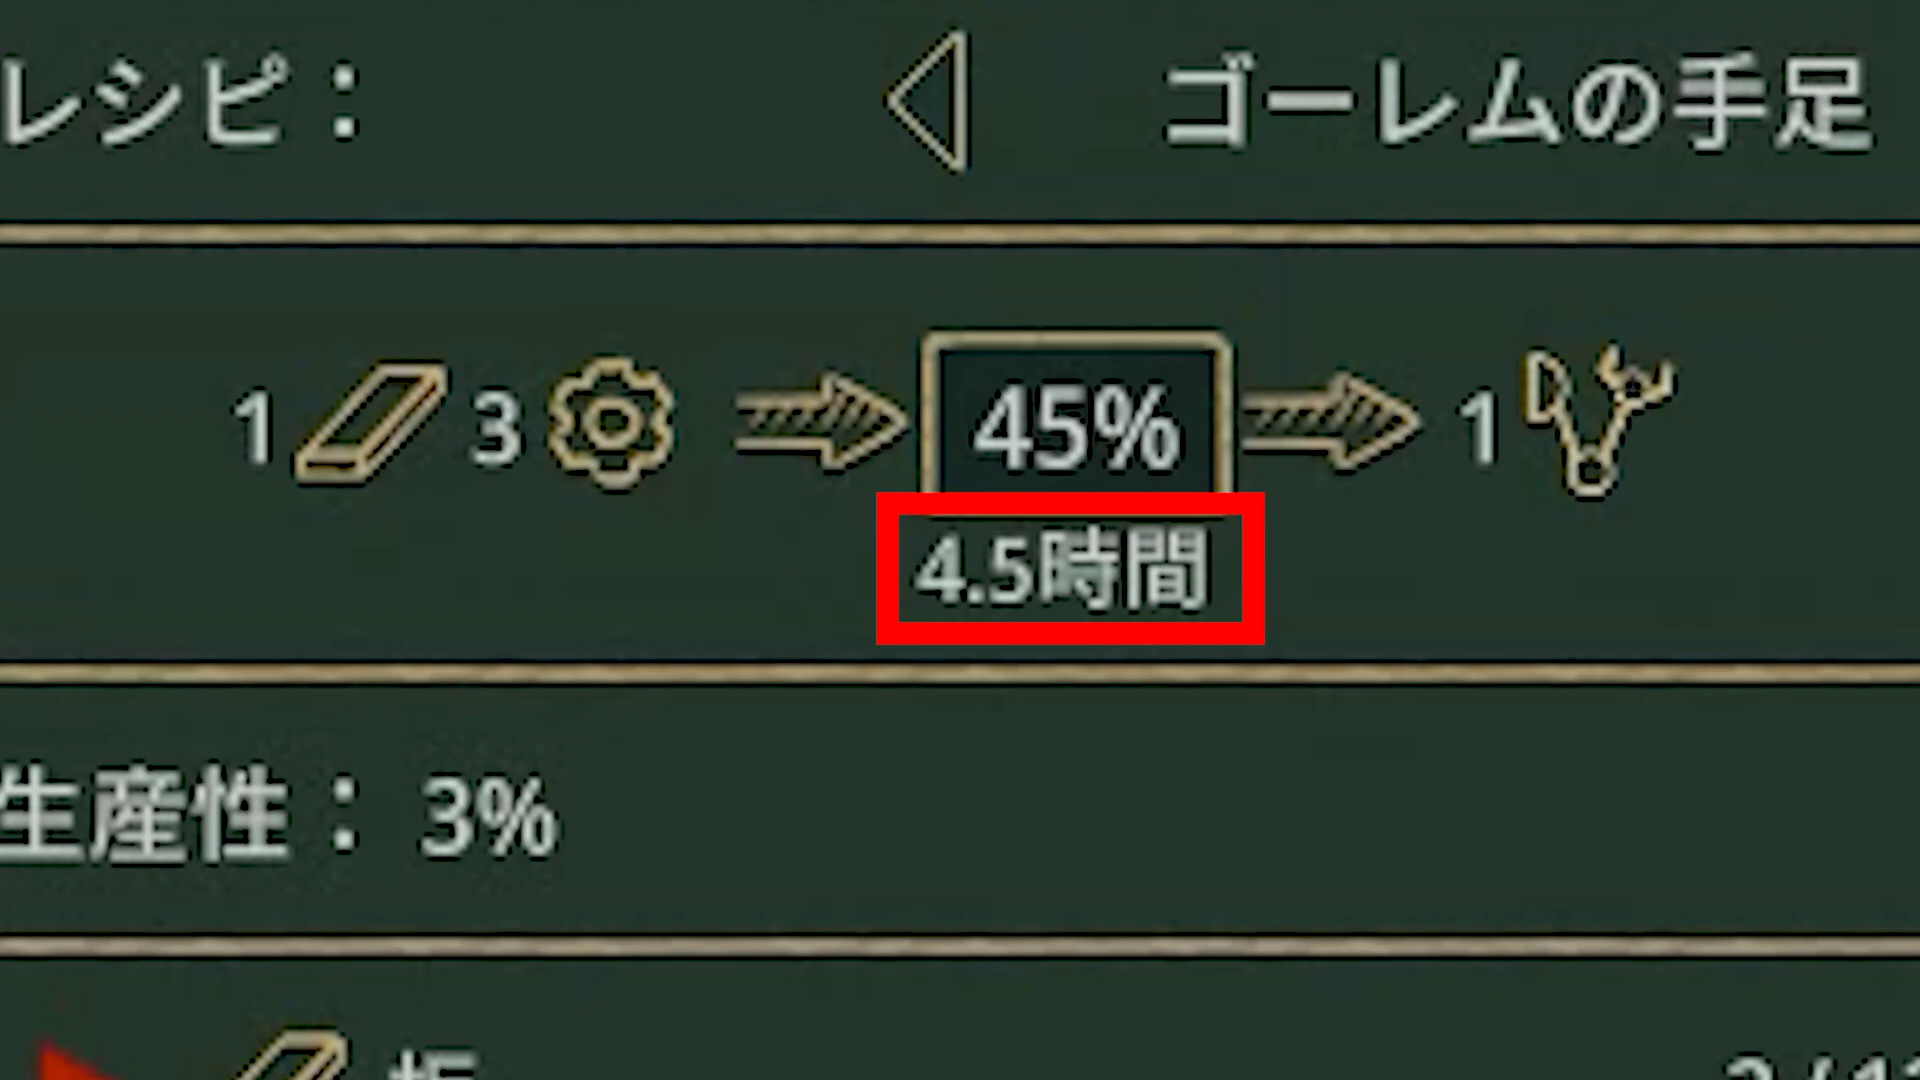 レシピ： ゴーレムの手足
1 3 45% 1
4.5時間
生産性： 3%
板